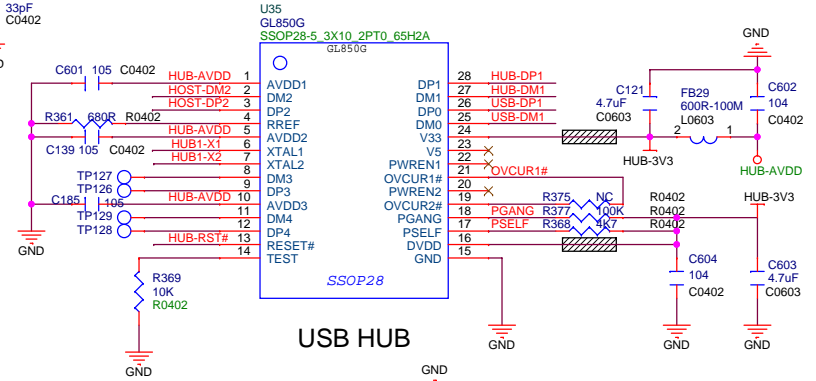 33pF
C0402
U35
GL850G
SSOP28-5_3X10_2PT0_65H2A
GL850G
GND
C601 105 C0402
HUB-AVDD 1 AVDD1
HOST-DM2 2 DM2
HOST-DP2 3 DP2
R361 680R R0402 4 RREF
HUB-AVDD 5 AVDD2
C139 105 C0402
HUB1-X1 6 XTAL1
HUB1-X2 7 XTAL2
TP127 8 DM3
TP126 9 DP3
C185 105 HUB-AVDD 10 AVDD3
TP129 11 DM4
TP128 12 DP4
HUB-RST# 13 RESET#
14 TEST
GND
R369
10K
R0402
GND
DP1 28 HUB-DP1
DM1 27 HUB-DM1
DP0 26 USB-DP1
DM0 25 USB-DM1
V33 24
V5 23
PWREN1 22
OVCUR1# 21 OVCUR1#
PWREN2 20
OVCUR2# 19 R375 NC R0402
PGANG 18 PGANG R377 100K R0402
PSELF 17 PSELF R368 4K7 R0402
DVDD 16
GND 15
SSOP28
USB HUB
C121
4.7uF
C0603
FB29
600R-100M
L0603
2 1
C602
104
C0402
HUB-3V3
HUB-AVDD
HUB-3V3
C604
104
C0402
C603
4.7uF
C0603
GND
GND
GND
GND